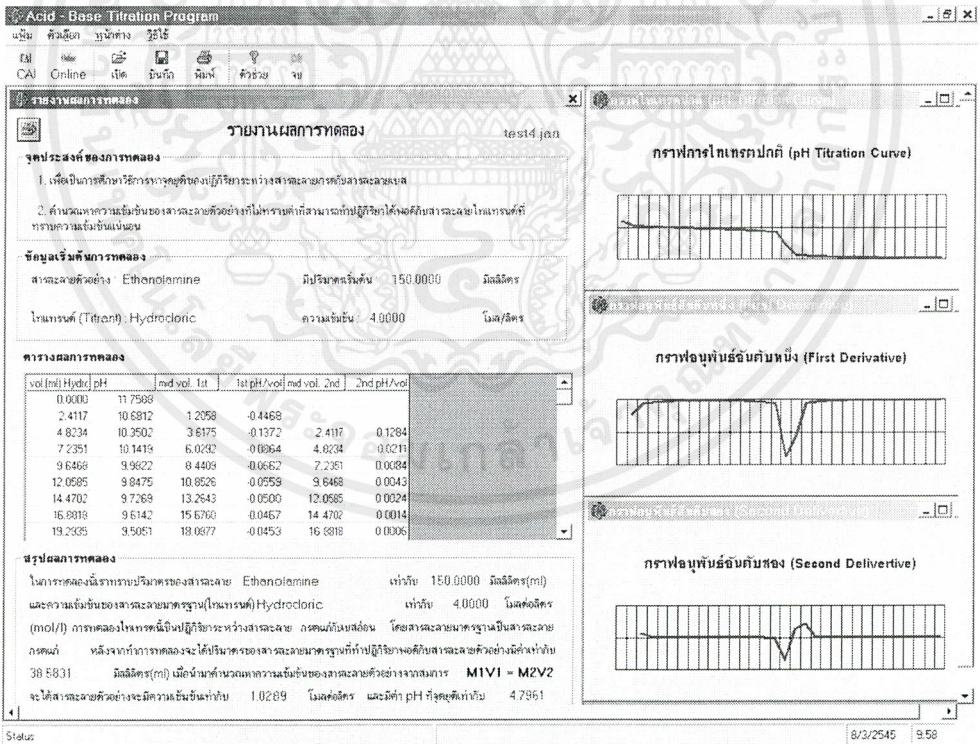 Acid - Base Titration Program
แฟ้ม ตัวเลือก หน้าต่าง วิธีใช้
CAI Online เปิด บันทึก พิมพ์ ตัวช่วย จบ
รายงานผลการทดลอง
รายงานผลการทดลอง test4.jan
จุดประสงค์ของการทดลอง
1. เพื่อเป็นการศึกษาวิธีการหาจุดยุติของปฏิกิริยาระหว่างสารละลายกรดกับสารละลายเบส
2. คำนวณหาความเข้มข้นของสารละลายตัวอย่างที่ไม่ทราบค่าที่สามารถทำปฏิกิริยาได้พอดีกับสารละลายไทแทรนต์ที่
ทราบความเข้มข้นแน่นอน
ข้อมูลเริ่มต้นการทดลอง
สารละลายตัวอย่าง : Ethanolamine มีปริมาตรเริ่มต้น 150.0000 มิลลิลิตร
ไทแทรนต์ (Titrant) : Hydrocloric ความเข้มข้น : 4.0000 โมล/ลิตร
ตารางผลการทดลอง
vol.(ml) Hydrc pH mid vol. 1st 1st pH/vol mid vol. 2nd 2nd pH/vol
0.0000 11.7588
2.4117 10.6812 1.2058 -0.4468
4.8234 10.3502 3.6175 -0.1372 2.4117 0.1284
7.2351 10.1419 6.0292 -0.0864 4.8234 0.0211
9.6468 9.9822 8.4409 -0.0662 7.2351 0.0084
12.0585 9.8475 10.8526 -0.0559 9.6468 0.0043
14.4702 9.7269 13.2643 -0.0500 12.0585 0.0024
16.8818 9.6142 15.6760 -0.0467 14.4702 0.0014
19.2935 9.5051 18.0877 -0.0453 16.8818 0.0006
สรุปผลการทดลอง
ในการทดลองนี้เราทราบปริมาตรของสารละลาย Ethanolamine เท่ากับ 150.0000 มิลลิลิตร(ml)
และความเข้มข้นของสารละลายมาตรฐาน(ไทแทรนต์) Hydrocloric เท่ากับ 4.0000 โมลต่อลิตร
(mol/l) การทดลองไทเทรตนี้เป็นปฏิกิริยาระหว่างสารละลาย กรดแก่กับเบสอ่อน โดยสารละลายมาตรฐานเป็นสารละลาย
กรดแก่ หลังจากทำการทดลองจะได้ปริมาตรของสารละลายมาตรฐานที่ทำปฏิกิริยาพอดีกับสารละลายตัวอย่างมีค่าเท่ากับ
38.5831 มิลลิลิตร(ml) เมื่อนำมาคำนวณหาความเข้มข้นของสารละลายตัวอย่างจากสมการ M1V1 = M2V2
จะได้สารละลายตัวอย่างจะมีความเข้มข้นเท่ากับ 1.0289 โมลต่อลิตร และมีค่า pH ที่จุดยุติเท่ากับ 4.7961
กราฟการไทเทรตปกติ (pH Titration Curve)
กราฟอนุพันธ์อันดับหนึ่ง (First Derivative)
กราฟอนุพันธ์อันดับสอง (Second Delivertive)
Status 8/3/2545 9:58